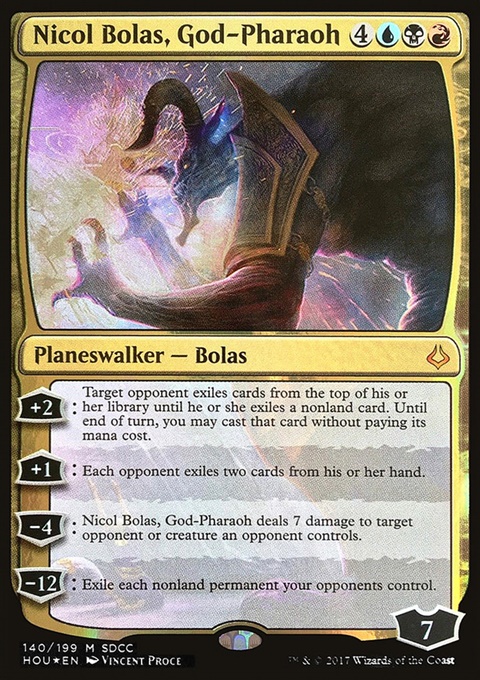 Nicol Bolas, God-Pharaoh 4
Planeswalker — Bolas
+2 : Target opponent exiles cards from the top of his or
her library until he or she exiles a nonland card. Until
end of turn, you may cast that card without paying its
mana cost.
+1 : Each opponent exiles two cards from his or her hand.
-4 : Nicol Bolas, God-Pharaoh deals 7 damage to target
opponent or creature an opponent controls.
-12 : Exile each nonland permanent your opponents control.
7
140/199 M SDCC
HOU★EN Vincent Proce
™ & © 2017 Wizards of the Coast